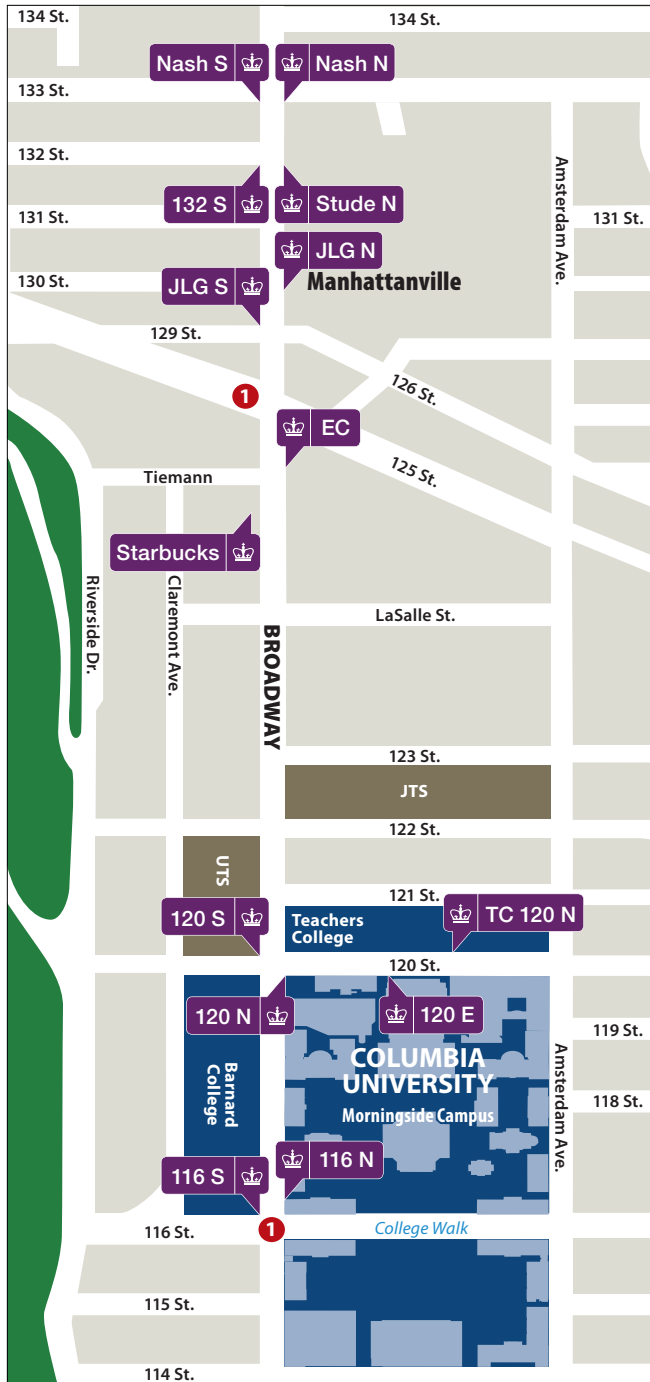 134 St.
134 St.
Nash S
Nash N
133 St.
132 St.
Amsterdam Ave.
132 S
Stude N
131 St.
131 St.
JLG N
130 St.
JLG S
Manhattanville
129 St.
126 St.
1
EC
125 St.
Tiemann
Starbucks
Riverside Dr.
Claremont Ave.
LaSalle St.
BROADWAY
123 St.
JTS
122 St.
UTS
121 St.
120 S
Teachers
College
TC 120 N
120 St.
120 N
120 E
119 St.
Barnard
College
COLUMBIA
UNIVERSITY
Morningside Campus
Amsterdam Ave.
118 St.
116 S
116 N
116 St.
1
College Walk
115 St.
114 St.